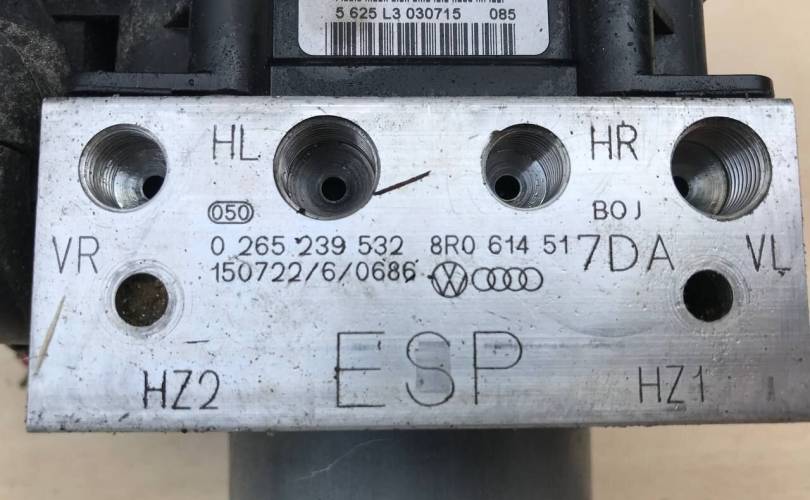 5 625 L3 030715 085
HL HR
(050) BOJ
VR 0 265 239 532 8R0 614 517DA VL
150722/6/0686
ESP
HZ2 HZ1